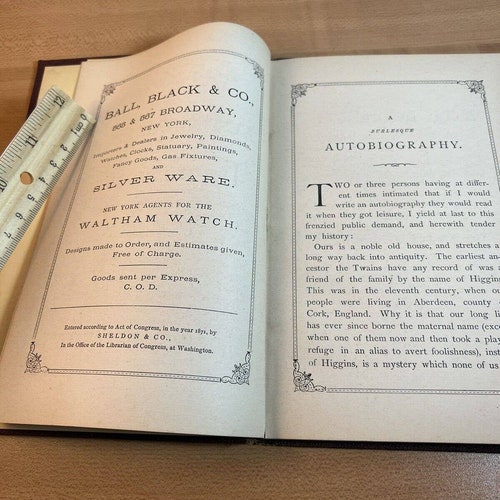 BALL, BLACK & CO.,
565 & 567 BROADWAY,
NEW YORK,
Importers & Dealers in Jewelry, Diamonds,
Watches, Clocks, Statuary, Paintings,
Fancy Goods, Gas Fixtures,
AND
SILVER WARE.
NEW YORK AGENTS FOR THE
WALTHAM WATCH.
Designs made to Order, and Estimates given,
Free of Charge.
Goods sent per Express,
C. O. D.
Entered according to Act of Congress, in the year 1871, by
SHELDON & CO.,
In the Office of the Librarian of Congress, at Washington.
A
BURLESQUE
AUTOBIOGRAPHY.
TWO or three persons having at differ-
ent times intimated that if I would
write an autobiography they would read
it when they got leisure, I yield at last to this
frenzied public demand, and herewith tender
my history:
Ours is a noble old house, and stretches a
long way back into antiquity. The earliest an-
cestor the Twains have any record of was a
friend of the family by the name of Higgins
This was in the eleventh century, when our
people were living in Aberdeen, county of
Cork, England. Why it is that our long li
has ever since borne the maternal name (exc
when one of them now and then took a play
refuge in an alias to avert foolishness), inst
of Higgins, is a mystery which none of us
12
11
10
cm